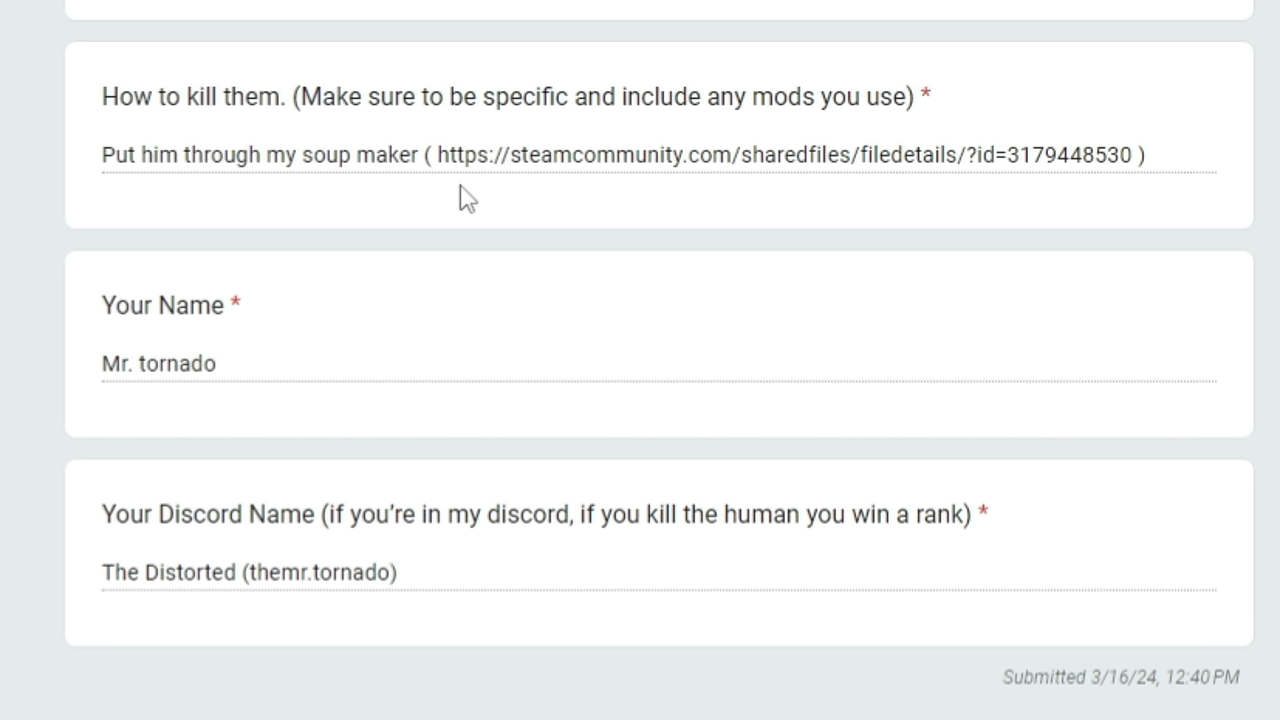 How to kill them. (Make sure to be specific and include any mods you use) *
Put him through my soup maker ( https://steamcommunity.com/sharedfiles/filedetails/?id=3179448530 )
Your Name *
Mr. tornado
Your Discord Name (if you’re in my discord, if you kill the human you win a rank) *
The Distorted (themr.tornado)
Submitted 3/16/24, 12:40 PM